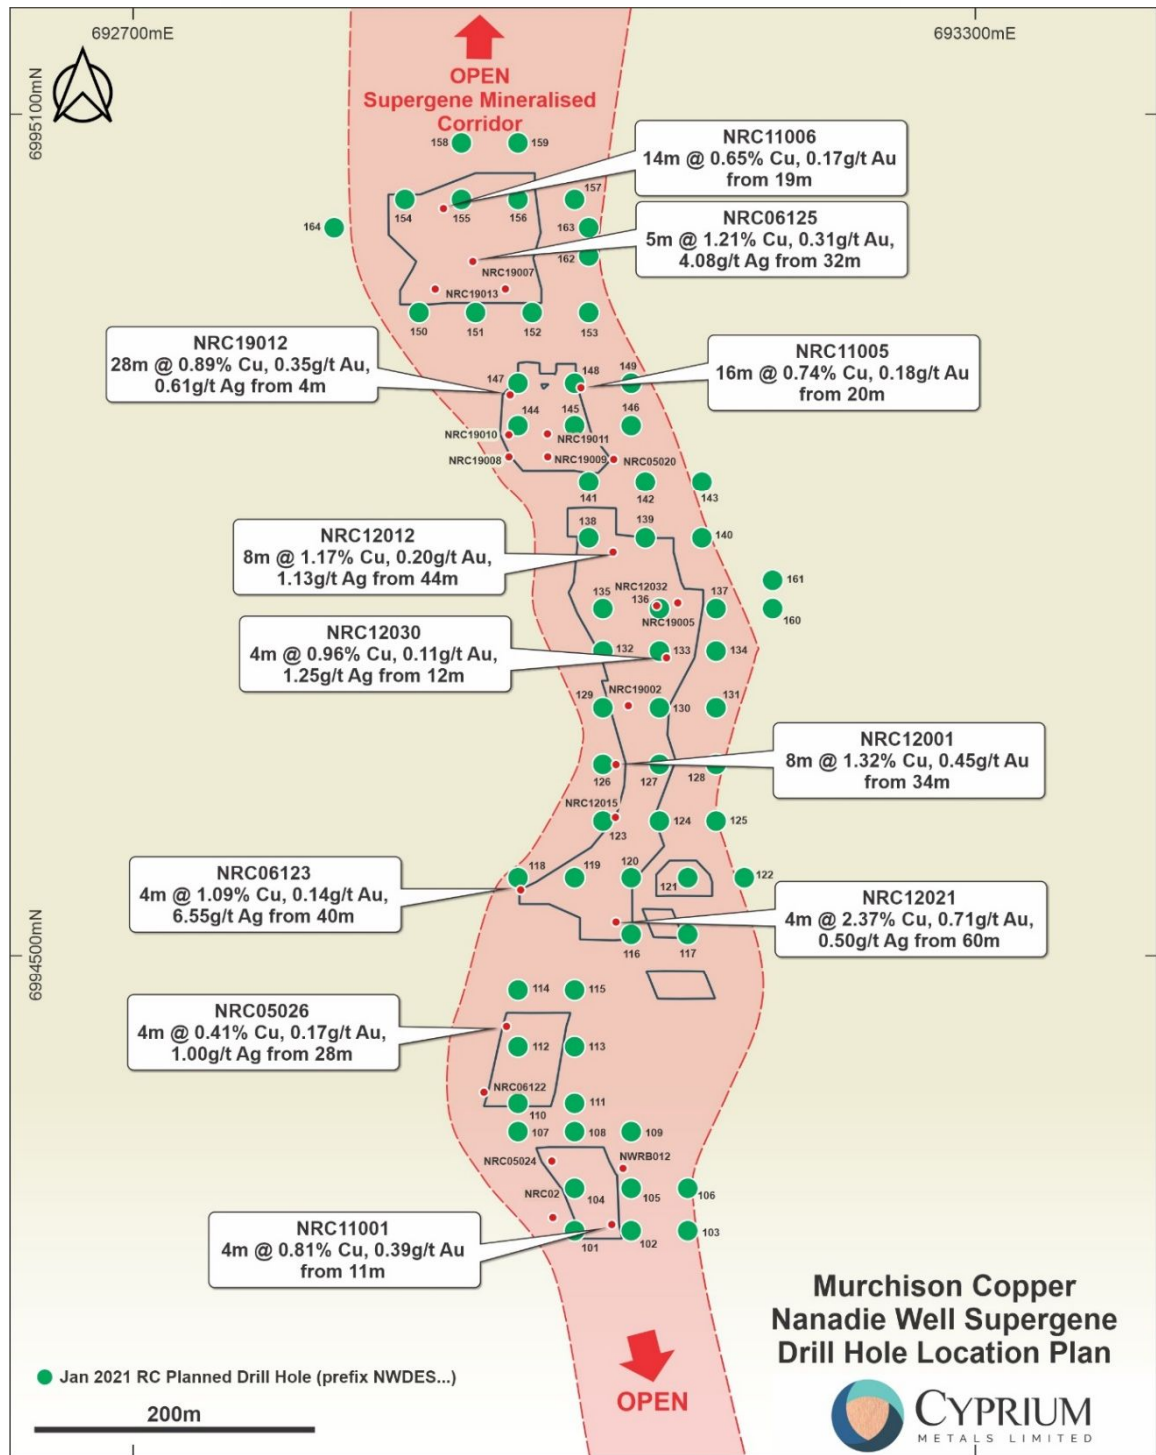 692700mE
693300mE
6995100mN
OPEN
Supergene Mineralised
Corridor
158
159
NRC11006
14m @ 0.65% Cu, 0.17g/t Au
from 19m
157
154
155
156
164
163
162
NRC06125
5m @ 1.21% Cu, 0.31g/t Au,
4.08g/t Ag from 32m
NRC19007
NRC19013
150
151
152
153
NRC19012
28m @ 0.89% Cu, 0.35g/t Au,
0.61g/t Ag from 4m
NRC11005
16m @ 0.74% Cu, 0.18g/t Au
from 20m
147
148
149
144
145
146
NRC19010
NRC19011
NRC19008
NRC19009
NRC05020
141
142
143
138
139
140
NRC12012
8m @ 1.17% Cu, 0.20g/t Au,
1.13g/t Ag from 44m
161
135
NRC12032
136
137
NRC19005
160
NRC12030
4m @ 0.96% Cu, 0.11g/t Au,
1.25g/t Ag from 12m
132
133
134
129
NRC19002
130
131
NRC12001
8m @ 1.32% Cu, 0.45g/t Au
from 34m
126
127
128
NRC12015
123
124
125
NRC06123
4m @ 1.09% Cu, 0.14g/t Au,
6.55g/t Ag from 40m
118
119
120
121
122
NRC12021
4m @ 2.37% Cu, 0.71g/t Au,
0.50g/t Ag from 60m
116
117
6994500mN
114
115
NRC05026
4m @ 0.41% Cu, 0.17g/t Au,
1.00g/t Ag from 28m
112
113
NRC06122
110
111
107
108
109
NRC05024
NWRB012
NRC02
104
105
106
NRC11001
4m @ 0.81% Cu, 0.39g/t Au
from 11m
101
102
103
Murchison Copper
Nanadie Well Supergene
Drill Hole Location Plan
Jan 2021 RC Planned Drill Hole (prefix NWDES...)
200m
OPEN
CYPRIUM
METALS LIMITED